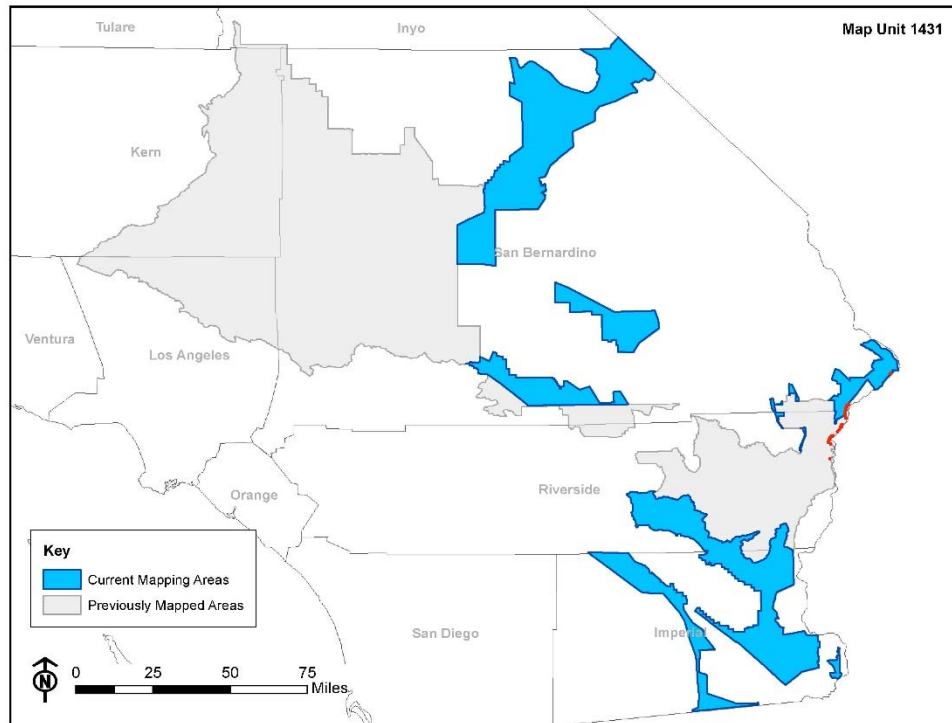 Tulare
Inyo
Map Unit 1431
Kern
San Bernardino
Ventura
Los Angeles
Orange
Riverside
Key
Current Mapping Areas
Previously Mapped Areas
San Diego
Imperial
N
0 25 50 75
Miles